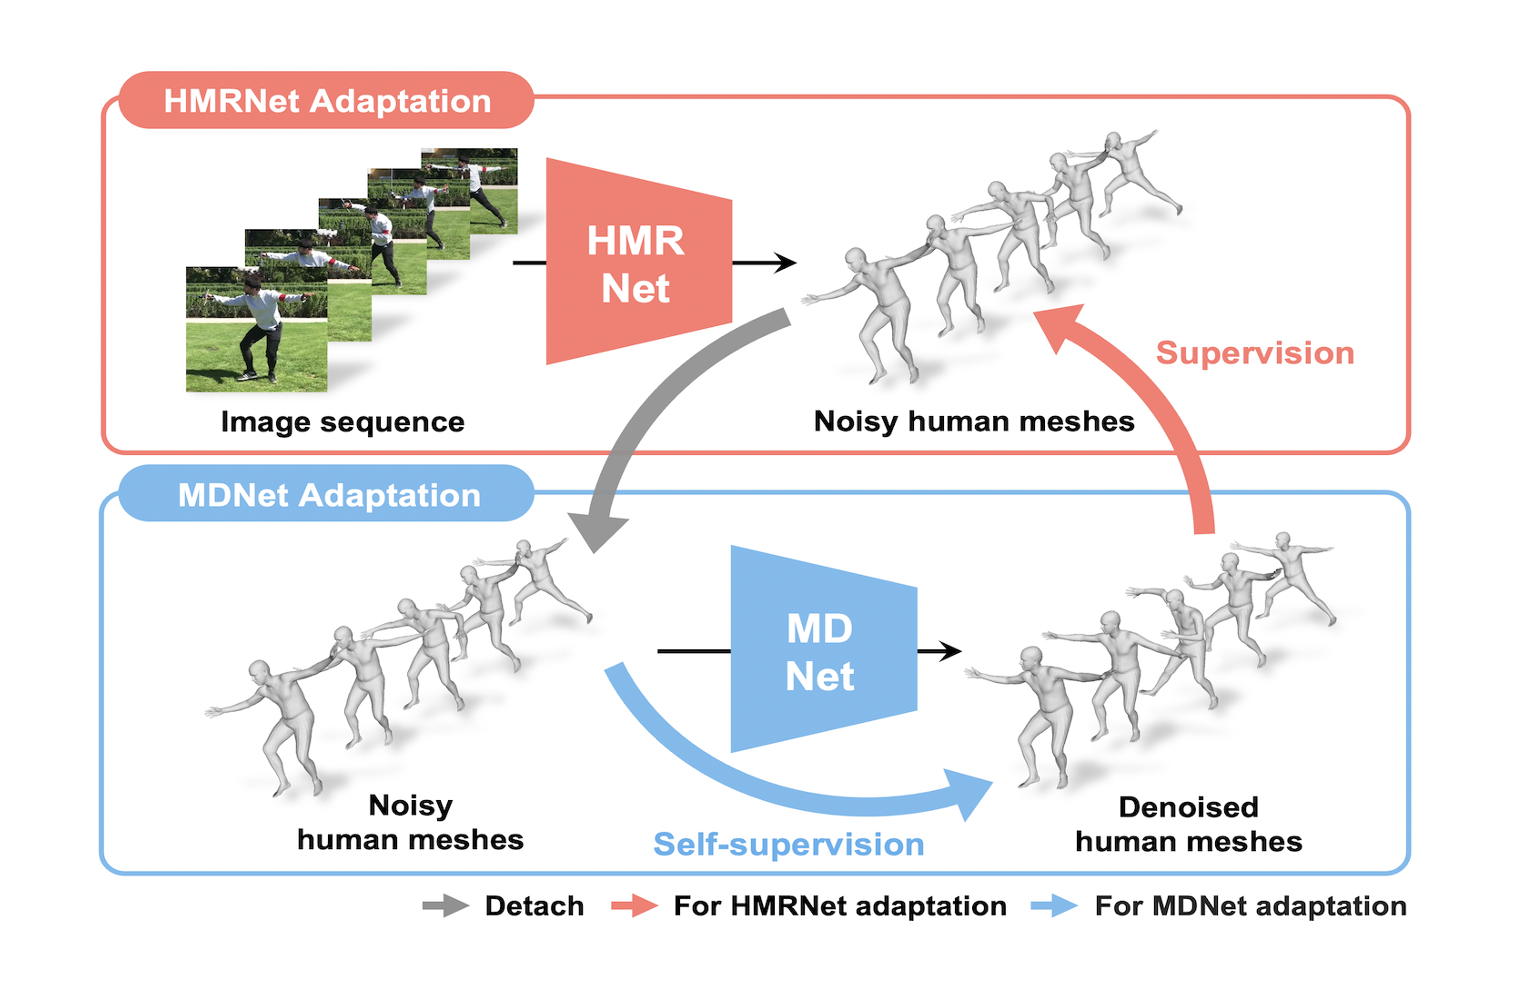 HMRNet Adaptation
HMR
Net
Supervision
Image sequence
Noisy human meshes
MDNet Adaptation
MD
Net
Noisy
human meshes
Self-supervision
Denoised
human meshes
Detach
For HMRNet adaptation
For MDNet adaptation